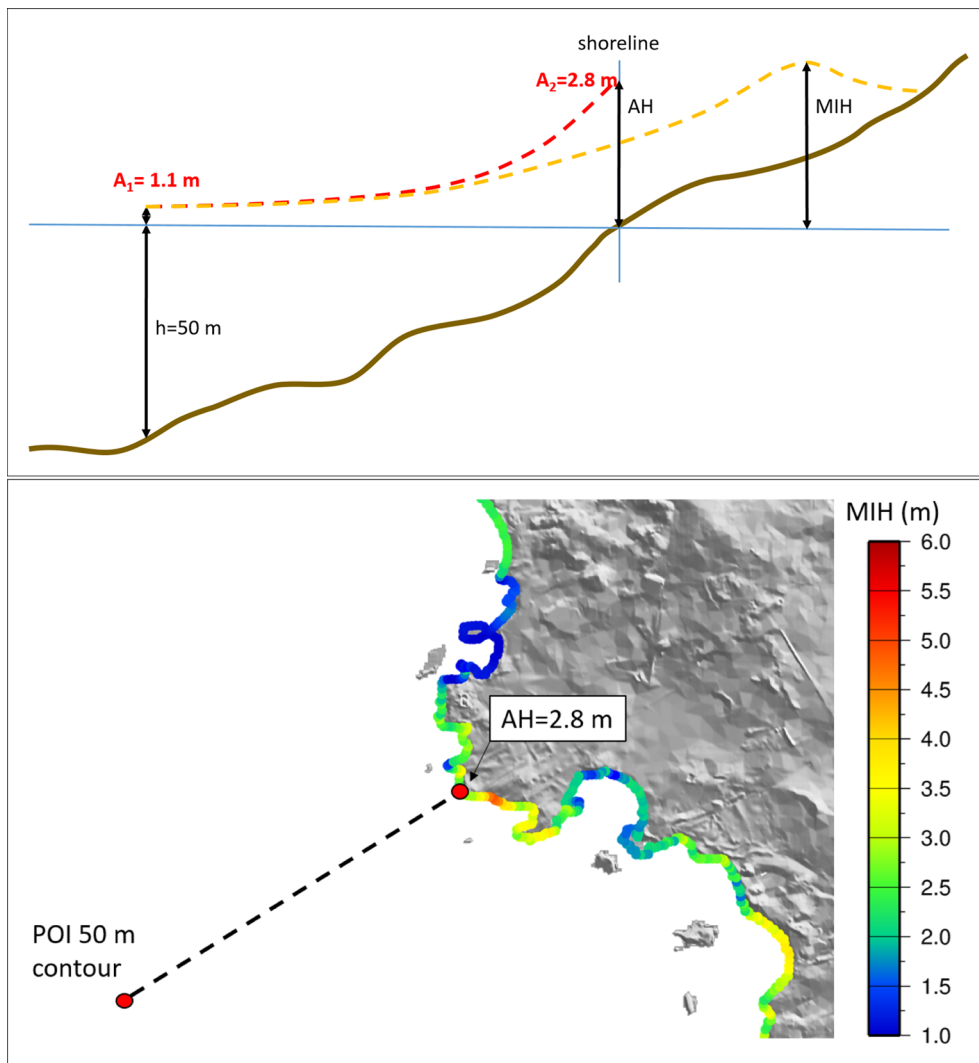 shoreline
A2=2.8 m
AH
MIH
A1= 1.1 m
h=50 m
MIH (m)
6.0
5.5
5.0
4.5
4.0
3.5
3.0
2.5
2.0
1.5
1.0
AH=2.8 m
POI 50 m
contour